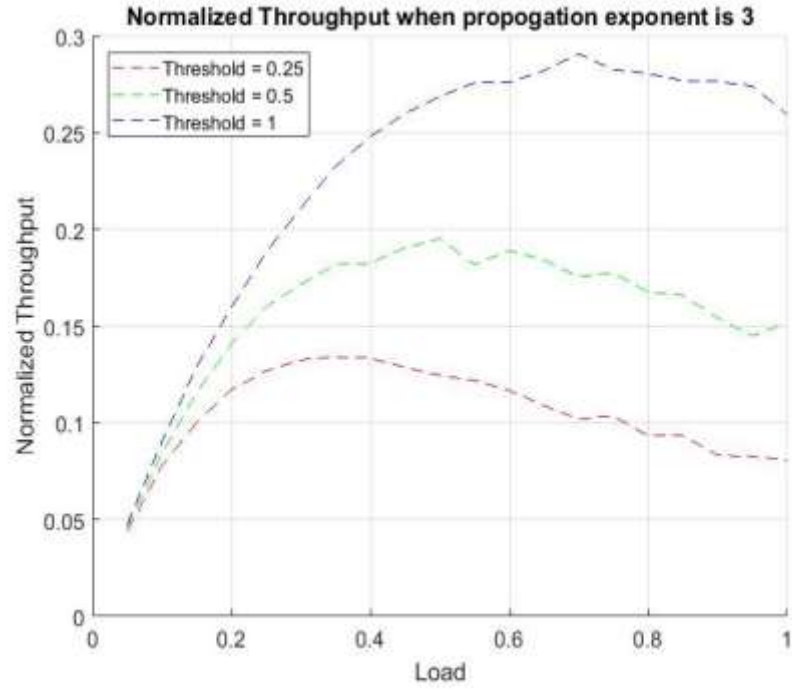 Normalized Throughput when propogation exponent is 3
0.3
Threshold = 0.25
Threshold = 0.5
Threshold = 1
0.25
0.2
0.15
0.1
0.05
0
Normalized Throughput
0
0.2
0.4
0.6
0.8
1
Load